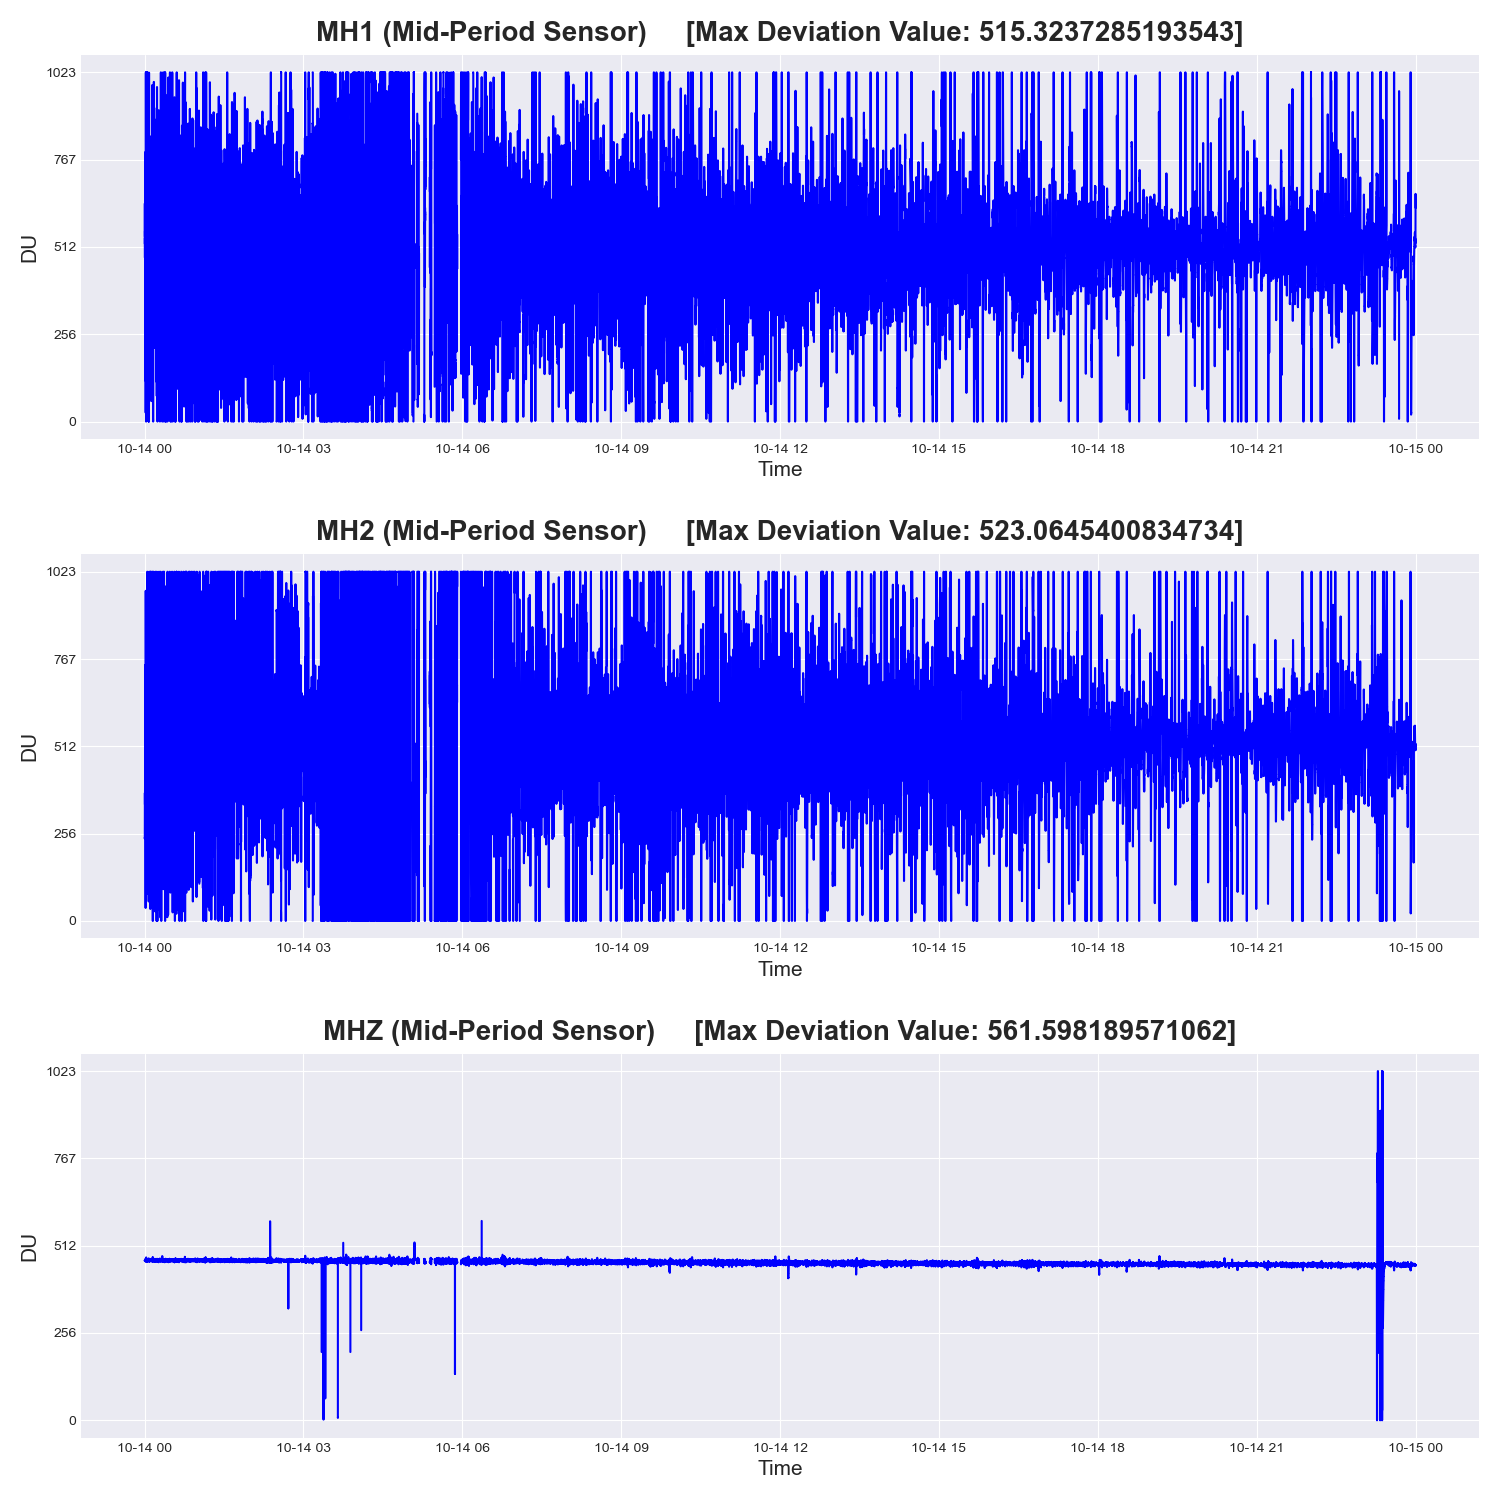 MH1 (Mid-Period Sensor) [Max Deviation Value: 515.3237285193543]
1023
767
512
256
0
DU
10-14 00 10-14 03 10-14 06 10-14 09 10-14 12 10-14 15 10-14 18 10-14 21 10-15 00
Time
MH2 (Mid-Period Sensor) [Max Deviation Value: 523.0645400834734]
1023
767
512
256
0
DU
10-14 00 10-14 03 10-14 06 10-14 09 10-14 12 10-14 15 10-14 18 10-14 21 10-15 00
Time
MHZ (Mid-Period Sensor) [Max Deviation Value: 561.598189571062]
1023
767
512
256
0
DU
10-14 00 10-14 03 10-14 06 10-14 09 10-14 12 10-14 15 10-14 18 10-14 21 10-15 00
Time